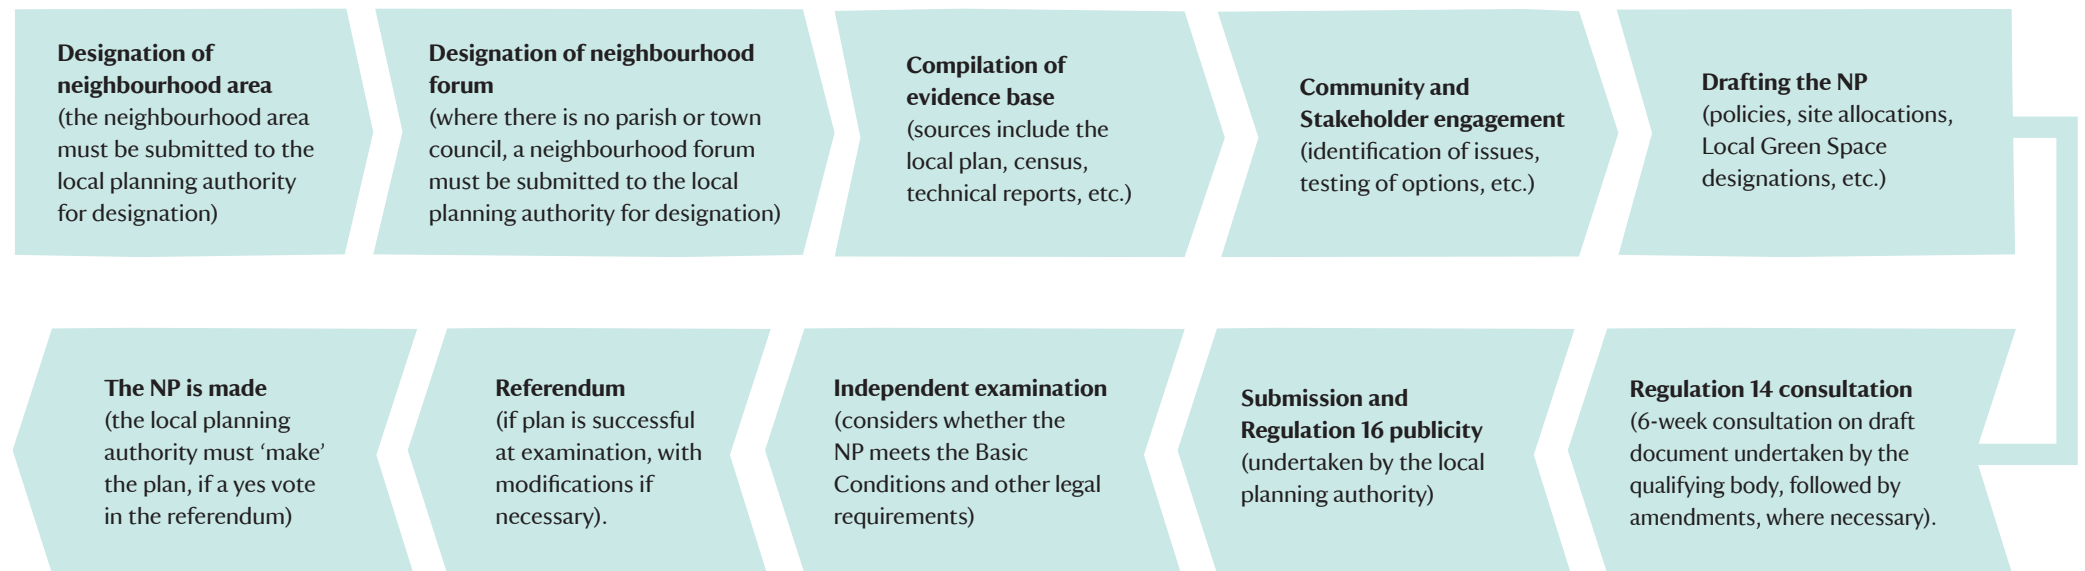 Designation of
neighbourhood area
(the neighbourhood area
must be submitted to the
local planning authority
for designation)
Designation of neighbourhood
forum
(where there is no parish or town
council, a neighbourhood forum
must be submitted to the local
planning authority for designation)
Compilation of
evidence base
(sources include the
local plan, census,
technical reports, etc.)
Community and
Stakeholder engagement
(identification of issues,
testing of options, etc.)
Drafting the NP
(policies, site allocations,
Local Green Space
designations, etc.)
Regulation 14 consultation
(6-week consultation on draft
document undertaken by the
qualifying body, followed by
amendments, where necessary).
Submission and
Regulation 16 publicity
(undertaken by the local
planning authority)
Independent examination
(considers whether the
NP meets the Basic
Conditions and other legal
requirements)
Referendum
(if plan is successful
at examination, with
modifications if
necessary).
The NP is made
(the local planning
authority must ‘make’
the plan, if a yes vote
in the referendum)